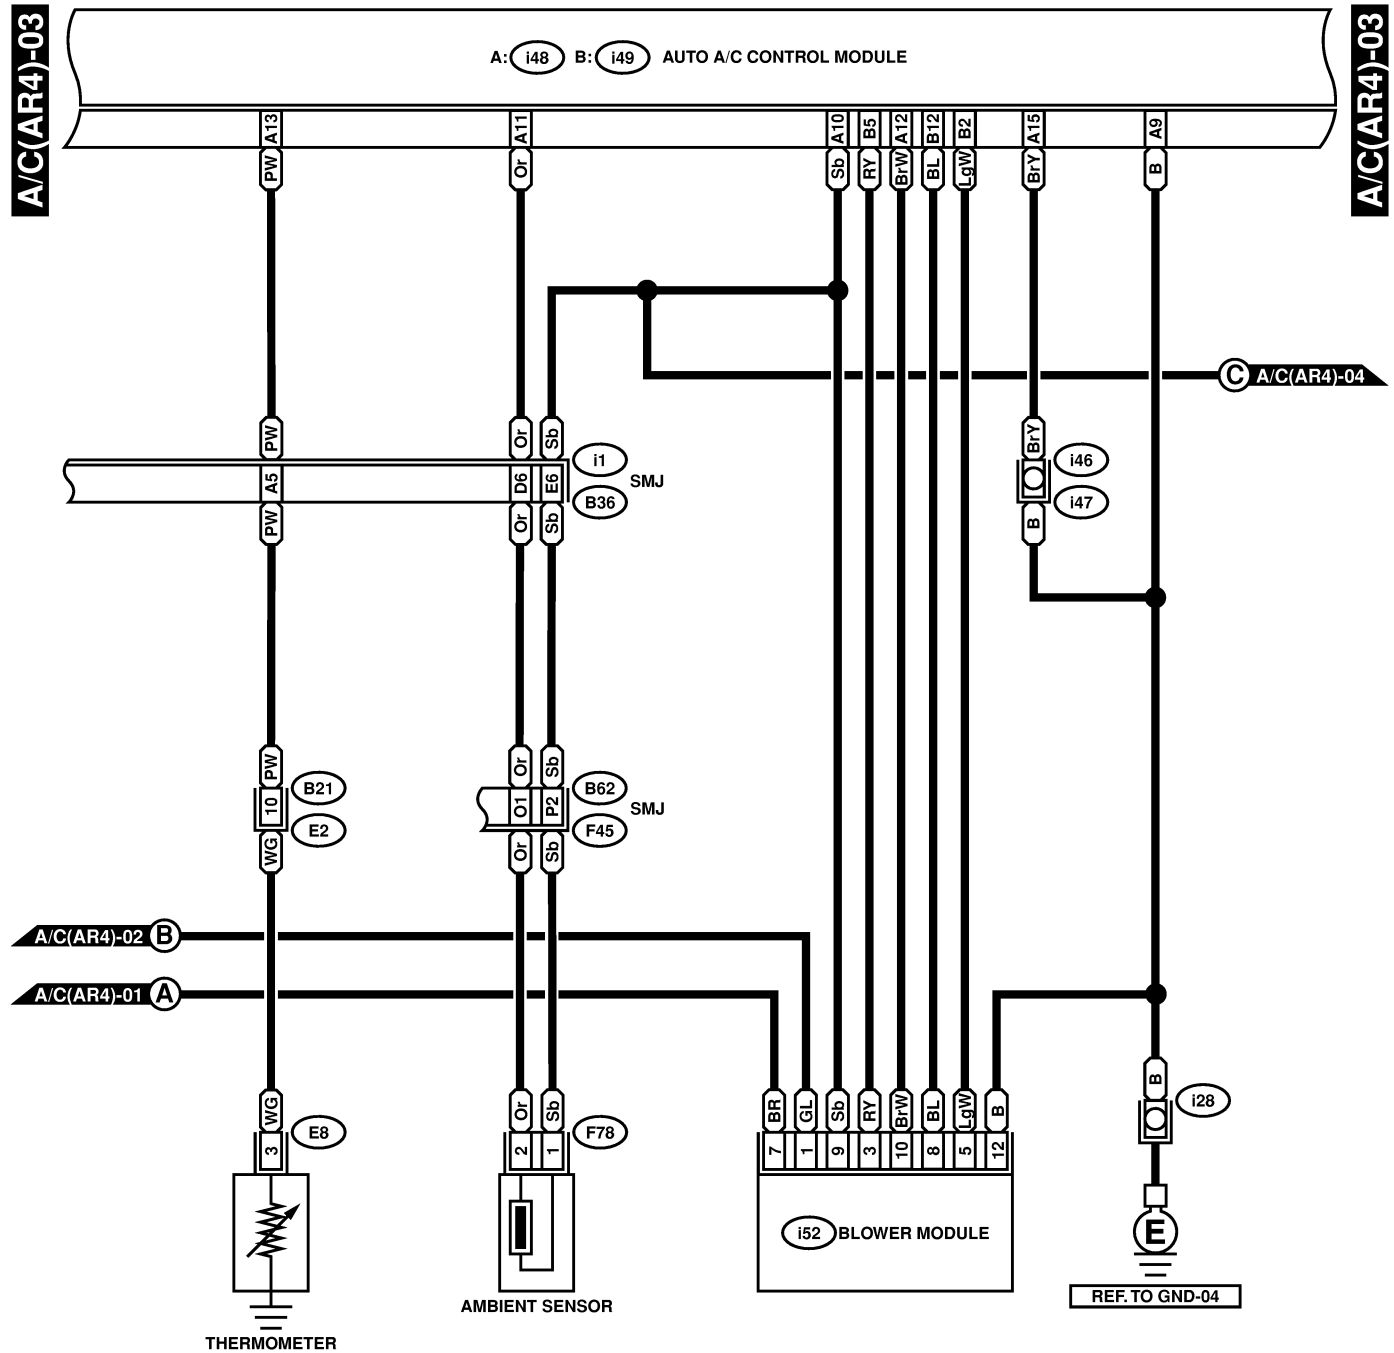 A/C(AR4)-03
A/C(AR4)-03
A: i48 B: i49 AUTO A/C CONTROL MODULE
A13 A11 A10 B5 A12 B12 B2 A15 A9
PW Or Sb RY BrW BL LgW BrY B
C A/C(AR4)-04
PW Or Sb BrY
i1 i46
A5 D6 E6 SMJ
B36 i47
PW Or Sb B
PW Or Sb
B21 B62
10 O1 P2 SMJ
E2 F45
WG Or Sb
A/C(AR4)-02 B
A/C(AR4)-01 A
B
i28
WG Or Sb BR GL Sb RY BrW BL LgW B
E8 F78
3 2 1 7 1 9 3 10 8 5 12
i52 BLOWER MODULE
E
REF. TO GND-04
AMBIENT SENSOR
THERMOMETER